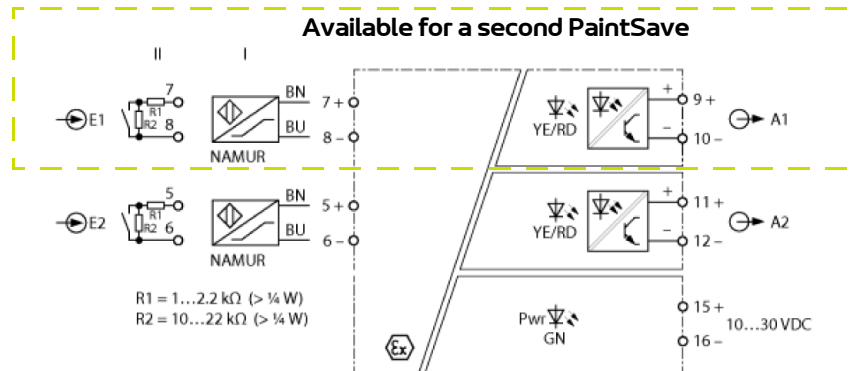 Available for a second PaintSave
II I
7 BN 7 + + 9 +
E1 R1 R2 8 BU 8 – YE/RD – 10 – A1
NAMUR
5 BN 5 + + 11 +
E2 R1 R2 6 BU 6 – YE/RD – 12 – A2
NAMUR
R1 = 1…2.2 kΩ (> ¼ W)
R2 = 10…22 kΩ (> ¼ W)
Pwr GN
15 +
10…30 VDC
16 –
Ex